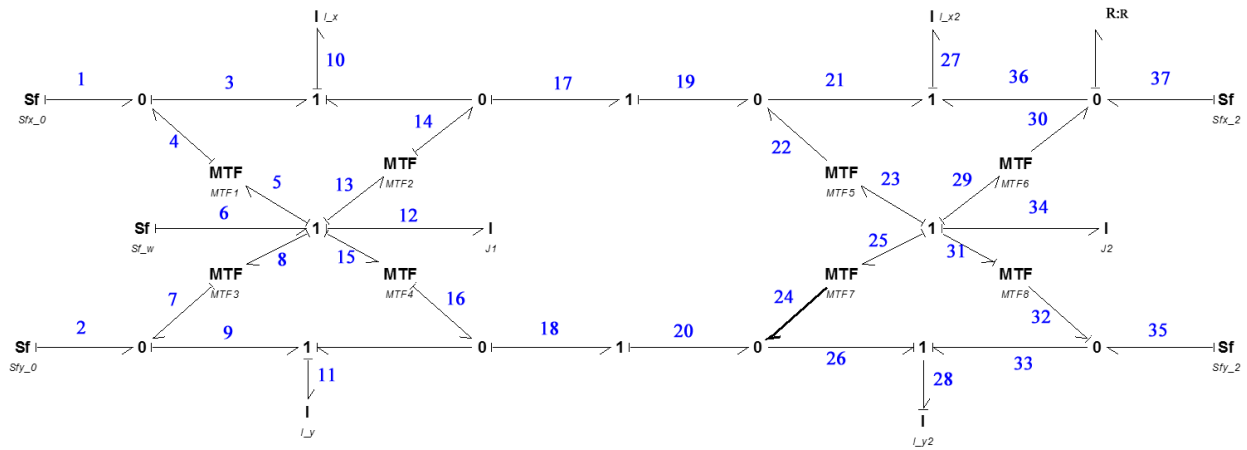 I I_x I I_x2 R:R
10 27
1 3 17 19 21 36 37
Sf 0 1 0 1 0 1 0 Sf
Sfx_0 Sfx_2
4 14 22 30
MTF MTF MTF MTF
MTF1 MTF2 MTF5 MTF6
5 13 23 29
6 12 34
Sf 1 I 1 I
Sf_w J1 J2
8 15 25 31
MTF MTF MTF MTF
MTF3 MTF4 MTF7 MTF8
7 16 24 32
2 9 18 20 26 33 35
Sf 0 1 0 1 0 1 0 Sf
Sfy_0 Sfy_2
11 28
I I
I_y I_y2